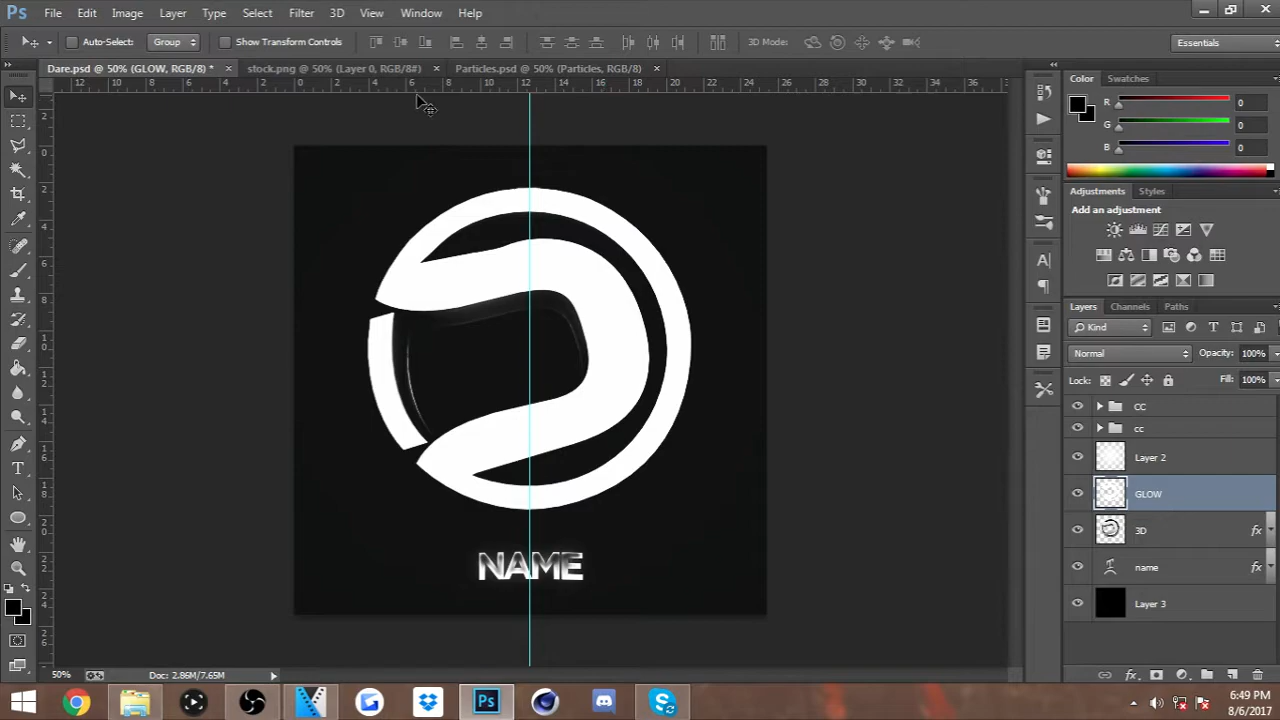 Ps File Edit Image Layer Type Select Filter 3D View Window Help
Auto-Select: Group Show Transform Controls 3D Mode: Essentials
Dare.psd @ 50% (GLOW, RGB/8) * × stock.png @ 50% (Layer 0, RGB/8#) × Particles.psd @ 50% (Particles, RGB/8) ×
Color Swatches
R 0
G 0
B 0
Adjustments Styles
Add an adjustment
Layers Channels Paths
Kind
Normal Opacity: 100%
Lock: Fill: 100%
CC
cc
Layer 2
GLOW
3D fx
name fx
Layer 3
NAME
50% Doc: 2.86M/7.65M
6:49 PM
8/6/2017